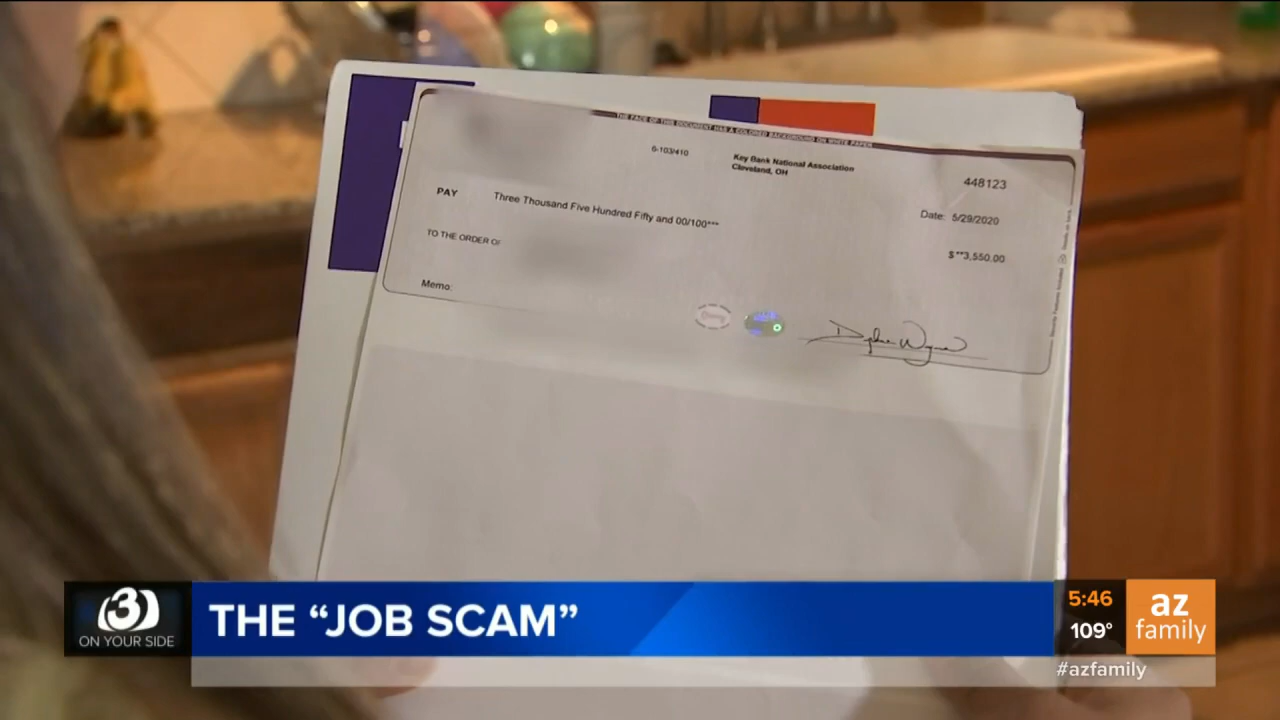 THE FACE OF THIS DOCUMENT HAS A COLORED BACKGROUND ON WHITE PAPER
6-103/410
Key Bank National Association
Cleveland, OH
448123
PAY
Three Thousand Five Hundred Fifty and 00/100***
Date: 5/29/2020
TO THE ORDER OF
$**3,550.00
Memo:
3
ON YOUR SIDE
THE “JOB SCAM”
5:46
109°
az
family
#azfamily